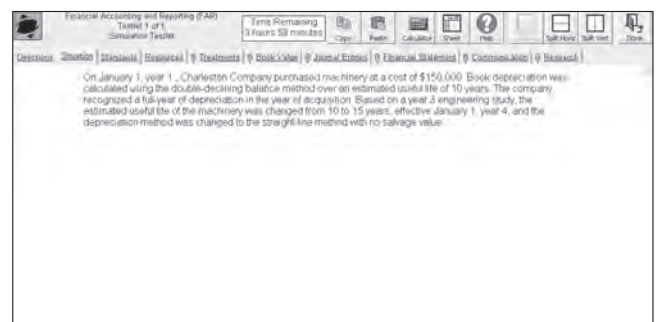 Financial Accounting and Reporting (FAR)
Testlet 1 of 1
Simulation Testlet
Time Remaining
3 hours 59 minutes
Copy Paste Calculator Sheet Help Split Horiz Split Vert Done
Directions Situation Standards Resources Treatments Book Value Journal Entries Financial Statements Communication Research
On January 1, year 1, Charleston Company purchased machinery at a cost of $150,000. Book depreciation was
calculated using the double-declining balance method over an estimated useful life of 10 years. The company
recognized a full-year of depreciation in the year of acquisition. Based on a year 3 engineering study, the
estimated useful life of the machinery was changed from 10 to 15 years, effective January 1, year 4, and the
depreciation method was changed to the straight-line method with no salvage value.